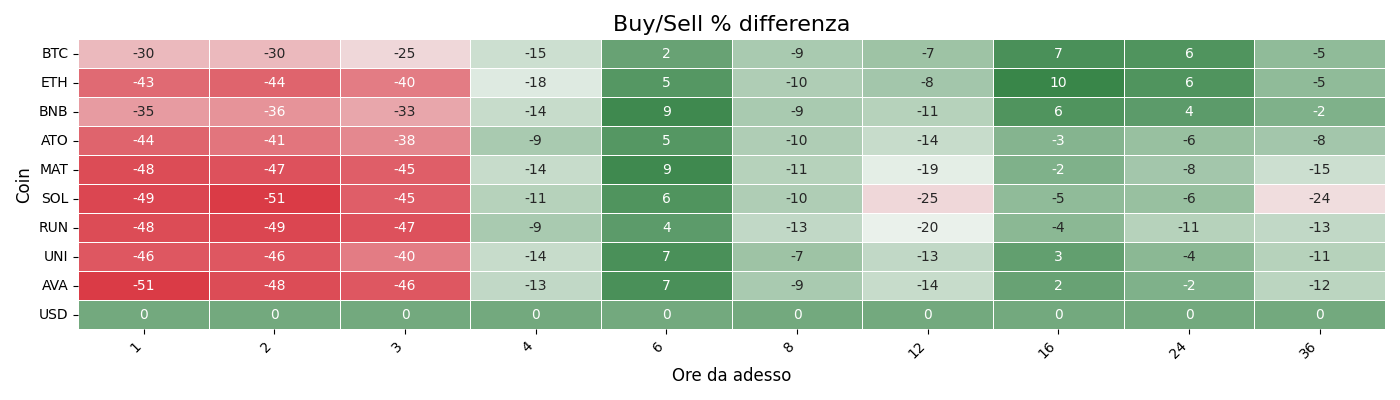 Buy/Sell % differenza
Coin
BTC -30 -30 -25 -15 2 -9 -7 7 6 -5
ETH -43 -44 -40 -18 5 -10 -8 10 6 -5
BNB -35 -36 -33 -14 9 -9 -11 6 4 -2
ATO -44 -41 -38 -9 5 -10 -14 -3 -6 -8
MAT -48 -47 -45 -14 9 -11 -19 -2 -8 -15
SOL -49 -51 -45 -11 6 -10 -25 -5 -6 -24
RUN -48 -49 -47 -9 4 -13 -20 -4 -11 -13
UNI -46 -46 -40 -14 7 -7 -13 3 -4 -11
AVA -51 -48 -46 -13 7 -9 -14 2 -2 -12
USD 0 0 0 0 0 0 0 0 0 0
1 2 3 4 6 8 12 16 24 36
Ore da adesso